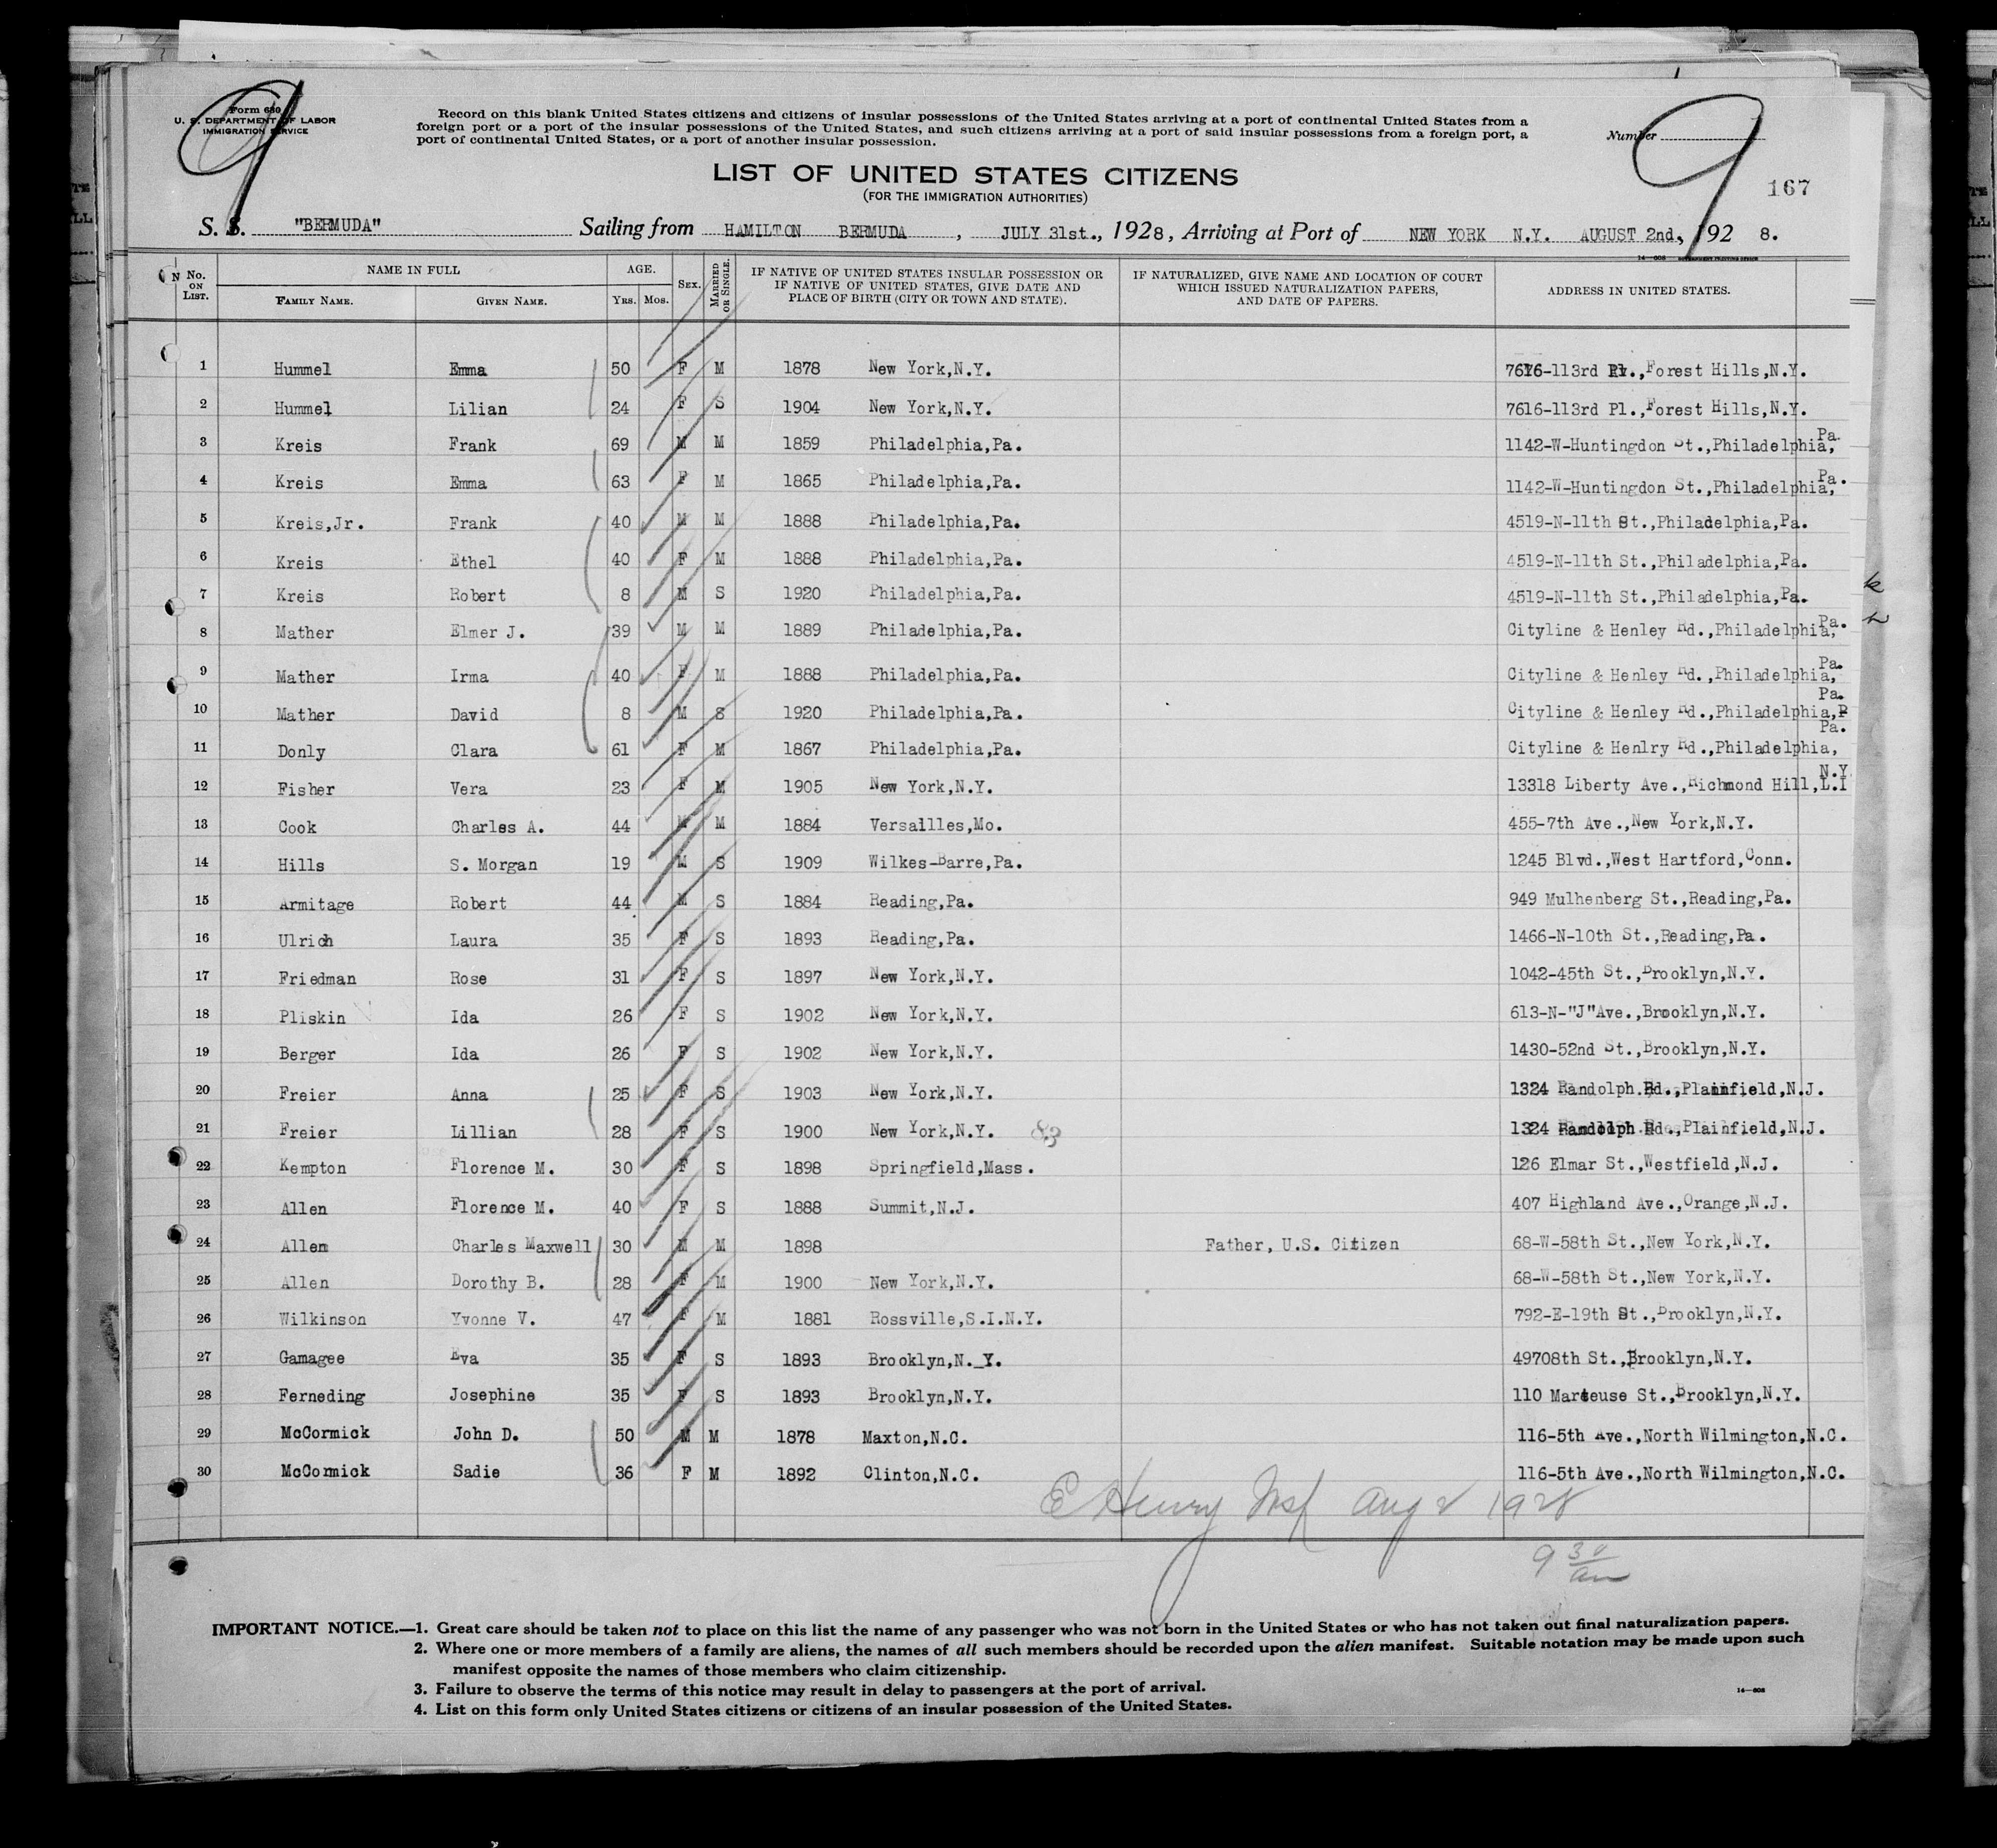 9
Form 630
U. S. DEPARTMENT OF LABOR
IMMIGRATION SERVICE
Record on this blank United States citizens and citizens of insular possessions of the United States arriving at a port of continental United States from a
foreign port or a port of the insular possessions of the United States, and such citizens arriving at a port of said insular possessions from a foreign port, a
port of continental United States, or a port of another insular possession.
Number 9
167
LIST OF UNITED STATES CITIZENS
(FOR THE IMMIGRATION AUTHORITIES)
S. S. "BERMUDA" Sailing from HAMILTON BERMUDA, JULY 31st., 1928, Arriving at Port of NEW YORK N.Y. AUGUST 2nd, 1928.
No. ON LIST. NAME IN FULL FAMILY NAME. GIVEN NAME. AGE. YRS. MOS. SEX. MARRIED OR SINGLE. IF NATIVE OF UNITED STATES INSULAR POSSESSION OR IF NATIVE OF UNITED STATES, GIVE DATE AND PLACE OF BIRTH (CITY OR TOWN AND STATE). IF NATURALIZED, GIVE NAME AND LOCATION OF COURT WHICH ISSUED NATURALIZATION PAPERS, AND DATE OF PAPERS. ADDRESS IN UNITED STATES.
1 Hummel Emma 50 F M 1878 New York,N.Y. 7616-113rd Pl.,Forest Hills,N.Y.
2 Hummel Lilian 24 F S 1904 New York,N.Y. 7616-113rd Pl.,Forest Hills,N.Y.
3 Kreis Frank 69 M M 1859 Philadelphia,Pa. 1142-W-Huntingdon St.,Philadelphia, Pa.
4 Kreis Emma 63 F M 1865 Philadelphia,Pa. 1142-W-Huntingdon St.,Philadelphia, Pa.
5 Kreis,Jr. Frank 40 M M 1888 Philadelphia,Pa. 4519-N-11th St.,Philadelphia,Pa.
6 Kreis Ethel 40 F M 1888 Philadelphia,Pa. 4519-N-11th St.,Philadelphia,Pa.
7 Kreis Robert 8 M S 1920 Philadelphia,Pa. 4519-N-11th St.,Philadelphia,Pa.
8 Mather Elmer J. 39 M M 1889 Philadelphia,Pa. Cityline & Henley Rd.,Philadelphia, Pa.
9 Mather Irma 40 F M 1888 Philadelphia,Pa. Cityline & Henley Rd.,Philadelphia, Pa.
10 Mather David 8 M S 1920 Philadelphia,Pa. Cityline & Henley Rd.,Philadelphia,P Pa.
11 Donly Clara 61 F M 1867 Philadelphia,Pa. Cityline & Henlry Rd.,Philadelphia, Pa.
12 Fisher Vera 23 F M 1905 New York,N.Y. 13318 Liberty Ave.,Richmond Hill,L.I N.Y.
13 Cook Charles A. 44 M M 1884 Versailles,Mo. 455-7th Ave.,New York,N.Y.
14 Hills S. Morgan 19 M S 1909 Wilkes-Barre,Pa. 1245 Blvd.,West Hartford,Conn.
15 Armitage Robert 44 M S 1884 Reading,Pa. 949 Mulhenberg St.,Reading,Pa.
16 Ulrich Laura 35 F S 1893 Reading,Pa. 1466-N-10th St.,Reading,Pa.
17 Friedman Rose 31 F S 1897 New York,N.Y. 1042-45th St.,Brooklyn,N.Y.
18 Pliskin Ida 26 F S 1902 New York,N.Y. 613-N-"J"Ave.,Brooklyn,N.Y.
19 Berger Ida 26 F S 1902 New York,N.Y. 1430-52nd St.,Brooklyn,N.Y.
20 Freier Anna 25 F S 1903 New York,N.Y. 1324 Randolph Rd.,Plainfield,N.J.
21 Freier Lillian 28 F S 1900 New York,N.Y. 83 1324 Randolph Rd.,Plainfield,N.J.
22 Kempton Florence M. 30 F S 1898 Springfield,Mass. 126 Elmar St.,Westfield,N.J.
23 Allen Florence M. 40 F S 1888 Summit,N.J. 407 Highland Ave.,Orange,N.J.
24 Allen Charles Maxwell 30 M M 1898 Father, U.S. Citizen 68-W-58th St.,New York,N.Y.
25 Allen Dorothy B. 28 F M 1900 New York,N.Y. 68-W-58th St.,New York,N.Y.
26 Wilkinson Yvonne V. 47 F M 1881 Rossville,S.I.N.Y. 792-E-19th St.,Brooklyn,N.Y.
27 Gamagee Eva 35 F S 1893 Brooklyn,N._Y. 49708th St.,Brooklyn,N.Y.
28 Ferneding Josephine 35 F S 1893 Brooklyn,N.Y. 110 Marteuse St.,Brooklyn,N.Y.
29 McCormick John D. 50 M M 1878 Maxton,N.C. 116-5th Ave.,North Wilmington,N.C.
30 McCormick Sadie 36 F M 1892 Clinton,N.C. 116-5th Ave.,North Wilmington,N.C.
E Henry Insp Aug 2 1928
9 30 am
IMPORTANT NOTICE.—1. Great care should be taken not to place on this list the name of any passenger who was not born in the United States or who has not taken out final naturalization papers.
2. Where one or more members of a family are aliens, the names of all such members should be recorded upon the alien manifest. Suitable notation may be made upon such
manifest opposite the names of those members who claim citizenship.
3. Failure to observe the terms of this notice may result in delay to passengers at the port of arrival.
14—608
4. List on this form only United States citizens or citizens of an insular possession of the United States.